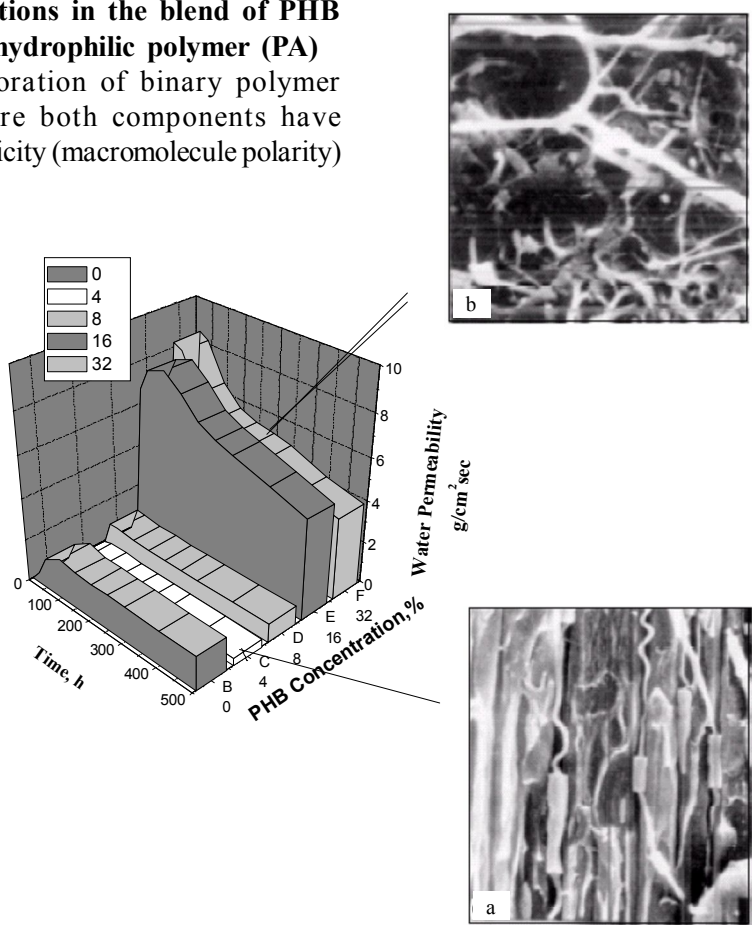 tions in the blend of PHB
hydrophilic polymer (PA)
oration of binary polymer
re both components have
icity (macromolecule polarity)
b
0
4
8
16
32
10
8
6
4
2
0
Water Permeability
g/cm²sec
0
100
200
300
400
500
Time, h
B
0
C
4
D
8
E
16
F
32
PHB Concentration,%
a